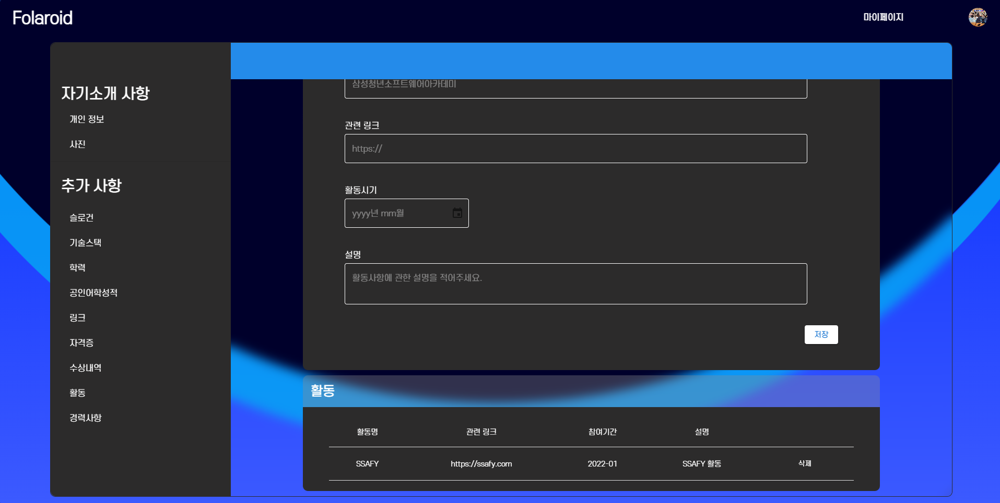 Folaroid
마이페이지
자기소개 사항
개인 정보
사진
추가 사항
슬로건
기술스택
학력
공인어학성적
링크
자격증
수상내역
활동
경력사항
삼성청년소프트웨어아카데미
관련 링크
https://
활동시기
yyyy년 mm월
설명
활동사항에 관한 설명을 적어주세요.
저장
활동
활동명 관련 링크 참여기간 설명
SSAFY https://ssafy.com 2022-01 SSAFY 활동 삭제